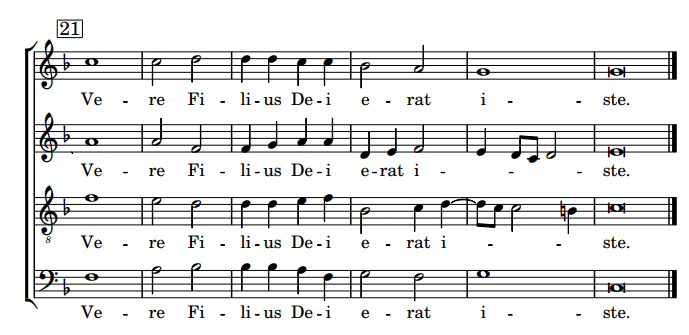 21
Ve - re Fi - li - us De - i e - rat i - - ste.
Ve - re Fi - li - us De - i e - rat i - - - ste.
8
Ve - re Fi - li - us De - i e - rat i - - - ste.
Ve - re Fi - li - us De - i e - rat i - - ste.